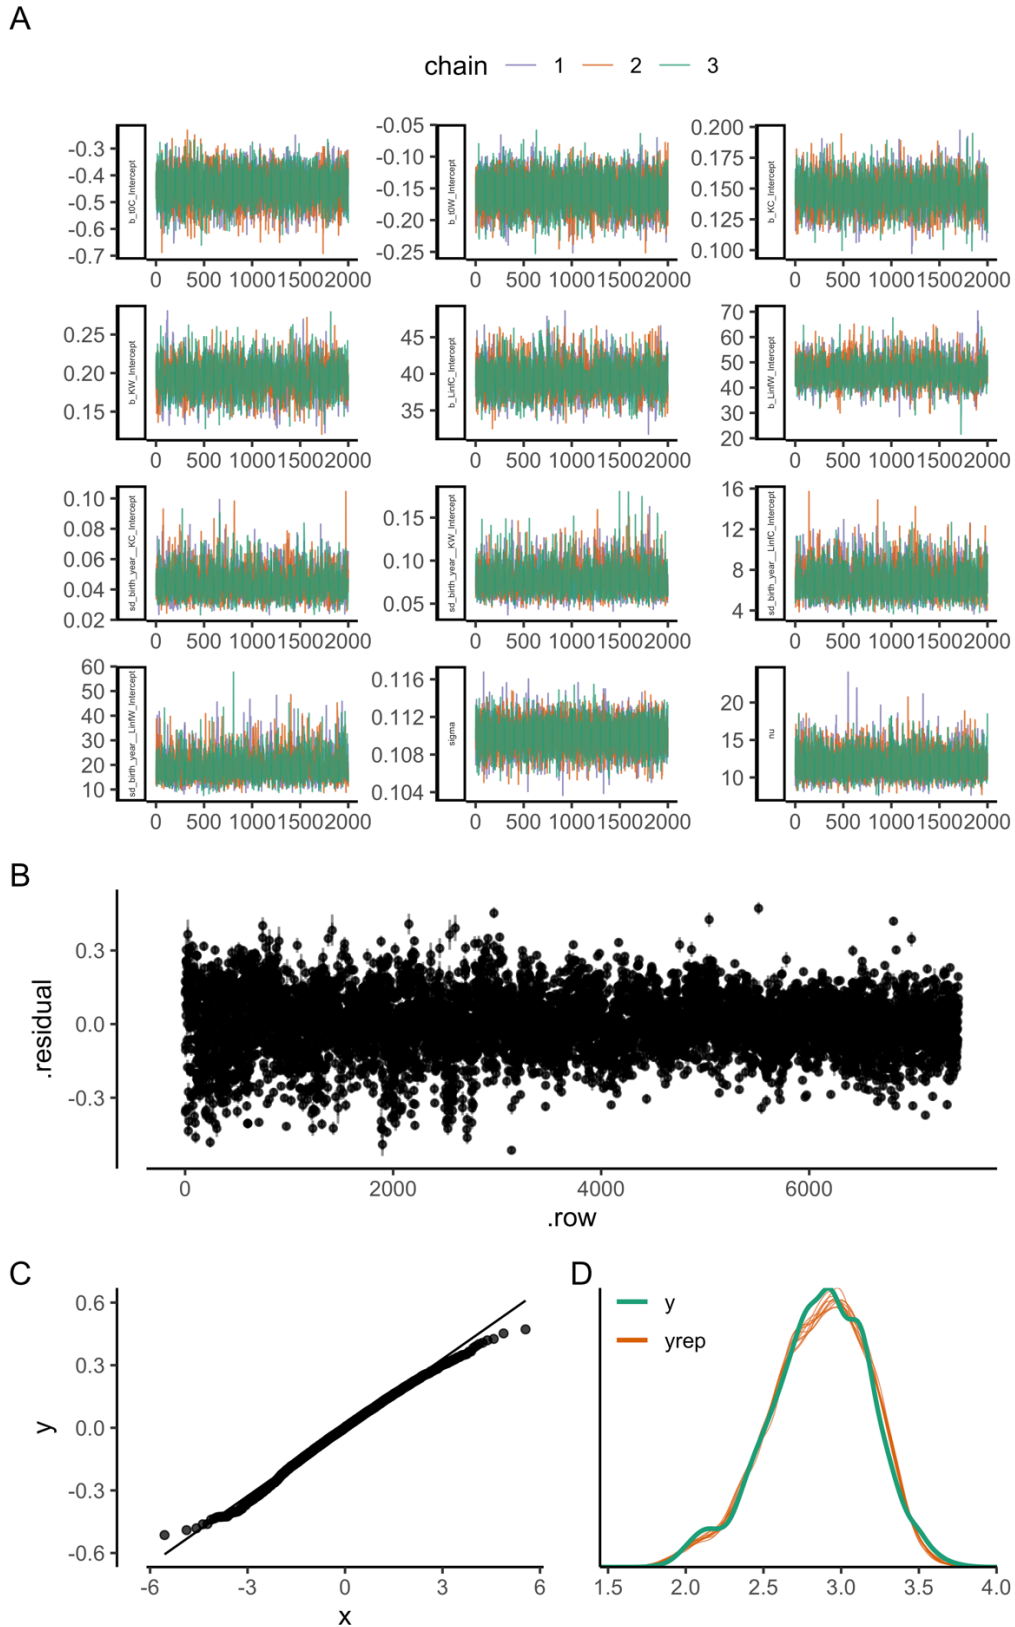 A
chain 1 2 3
b_t0C_Intercept
-0.3
-0.4
-0.5
-0.6
-0.7
0 500 1000 1500 2000
b_t0W_Intercept
-0.05
-0.10
-0.15
-0.20
-0.25
0 500 1000 1500 2000
b_KC_Intercept
0.200
0.175
0.150
0.125
0.100
0 500 1000 1500 2000
b_KW_Intercept
0.25
0.20
0.15
0 500 1000 1500 2000
b_LinfC_Intercept
45
40
35
0 500 1000 1500 2000
b_LinfW_Intercept
70
60
50
40
30
20
0 500 1000 1500 2000
sd_birth_year__KC_Intercept
0.10
0.08
0.06
0.04
0.02
0 500 1000 1500 2000
sd_birth_year__KW_Intercept
0.15
0.10
0.05
0 500 1000 1500 2000
sd_birth_year__LinfC_Intercept
16
12
8
4
0 500 1000 1500 2000
sd_birth_year__LinfW_Intercept
60
50
40
30
20
10
0 500 1000 1500 2000
sigma
0.116
0.112
0.108
0.104
0 500 1000 1500 2000
nu
20
15
10
0 500 1000 1500 2000
B
.residual
0.3
0.0
-0.3
0 2000 4000 6000
.row
C
y
0.6
0.3
0.0
-0.3
-0.6
-6 -3 0 3 6
x
D
y
yrep
1.5 2.0 2.5 3.0 3.5 4.0